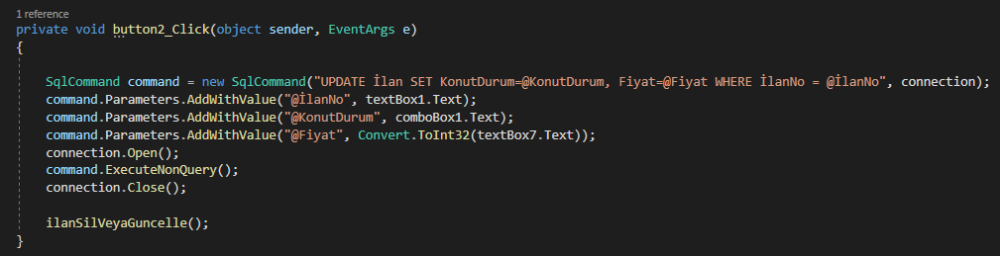 1 reference
private void button2_Click(object sender, EventArgs e)
{
SqlCommand command = new SqlCommand("UPDATE İlan SET KonutDurum=@KonutDurum, Fiyat=@Fiyat WHERE İlanNo = @İlanNo", connection);
command.Parameters.AddWithValue("@İlanNo", textBox1.Text);
command.Parameters.AddWithValue("@KonutDurum", comboBox1.Text);
command.Parameters.AddWithValue("@Fiyat", Convert.ToInt32(textBox7.Text));
connection.Open();
command.ExecuteNonQuery();
connection.Close();
ilanSilVeyaGuncelle();
}